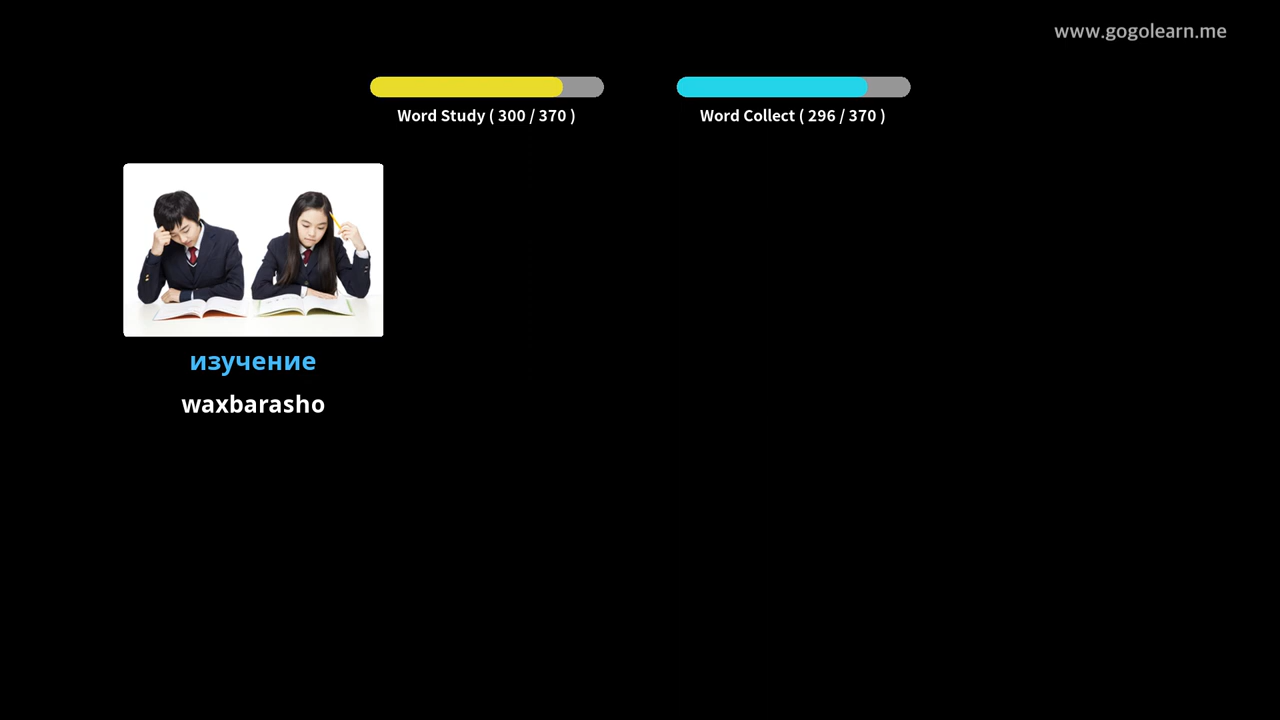 www.gogolearn.me
Word Study ( 300 / 370 )
Word Collect ( 296 / 370 )
изучение
waxbarasho